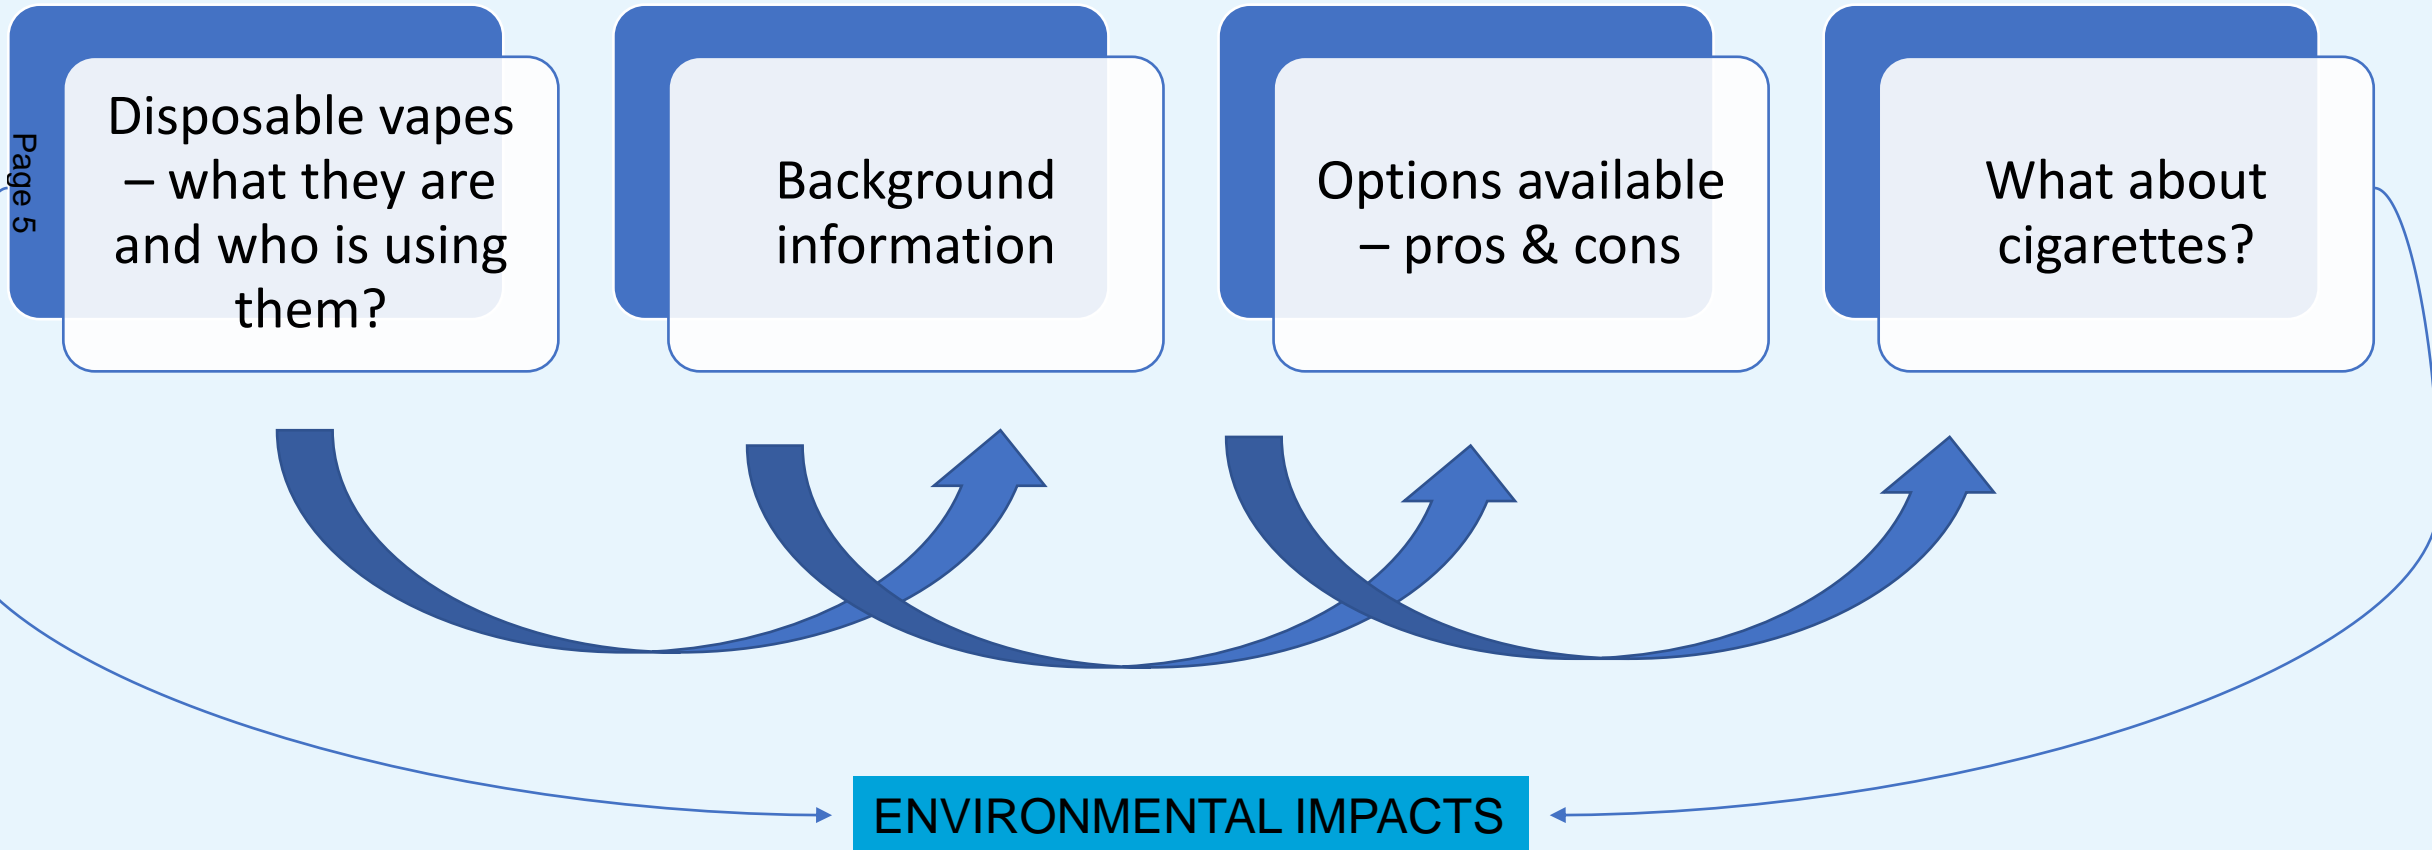 Page 5
Disposable vapes
– what they are
and who is using
them?
Background
information
Options available
– pros & cons
What about
cigarettes?
ENVIRONMENTAL IMPACTS